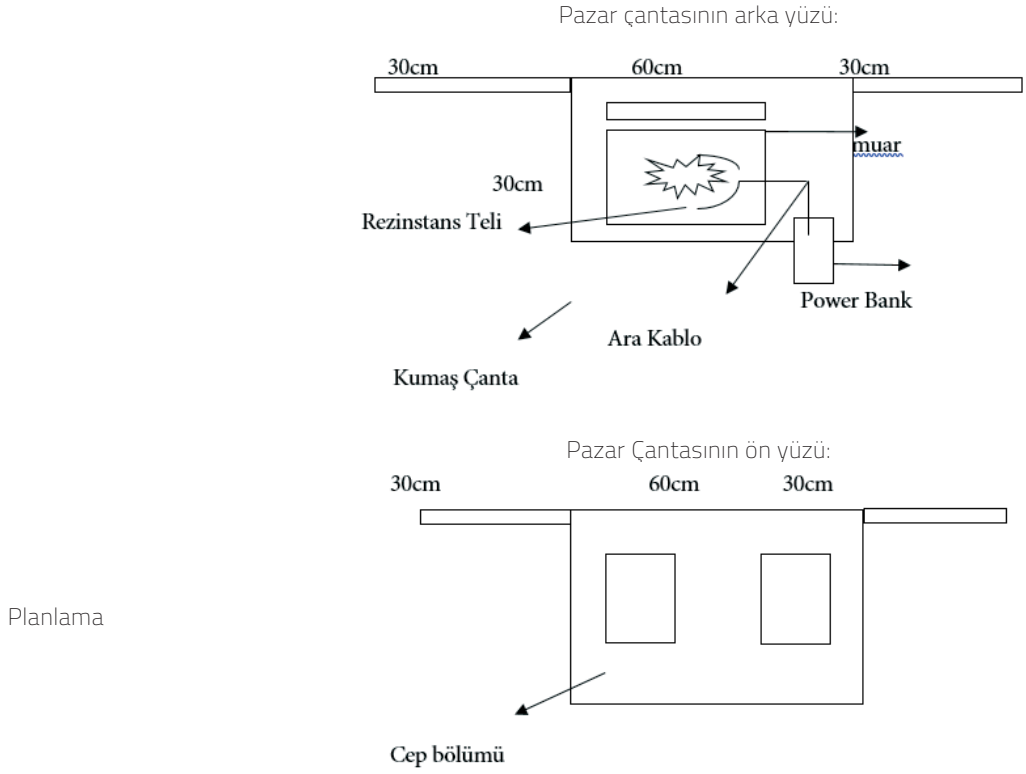 Pazar çantasının arka yüzü:
30cm 60cm 30cm
muar
30cm
Rezinstans Teli
Power Bank
Ara Kablo
Kumaş Çanta
Pazar Çantasının ön yüzü:
30cm 60cm 30cm
Planlama
Cep bölümü